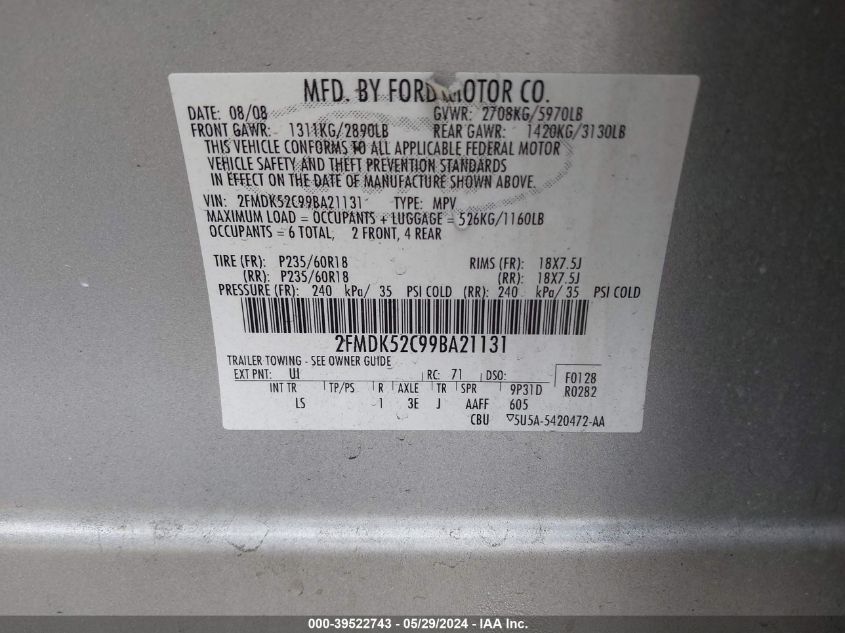 MFD. BY FORD MOTOR CO.
DATE: 08/08 GVWR: 2708KG/5970LB
FRONT GAWR: 1311KG/2890LB REAR GAWR: 1420KG/3130LB
THIS VEHICLE CONFORMS TO ALL APPLICABLE FEDERAL MOTOR
VEHICLE SAFETY AND THEFT PREVENTION STANDARDS
IN EFFECT ON THE DATE OF MANUFACTURE SHOWN ABOVE.
VIN: 2FMDK52C99BA21131 TYPE: MPV
MAXIMUM LOAD = OCCUPANTS + LUGGAGE = 526KG/1160LB
OCCUPANTS = 6 TOTAL, 2 FRONT, 4 REAR
TIRE (FR): P235/60R18 RIMS (FR): 18X7.5J
(RR): P235/60R18 (RR): 18X7.5J
PRESSURE (FR): 240 kPa/ 35 PSI COLD (RR): 240 kPa/ 35 PSI COLD
2FMDK52C99BA21131
TRAILER TOWING - SEE OWNER GUIDE
EXT PNT: UI RC: 71 DSO: F0128
INT TR TP/PS R AXLE TR SPR 9P31D R0282
LS 1 3E J AAFF 605
CBU ▽5U5A-5420472-AA
000-39522743 - 05/29/2024 - IAA Inc.